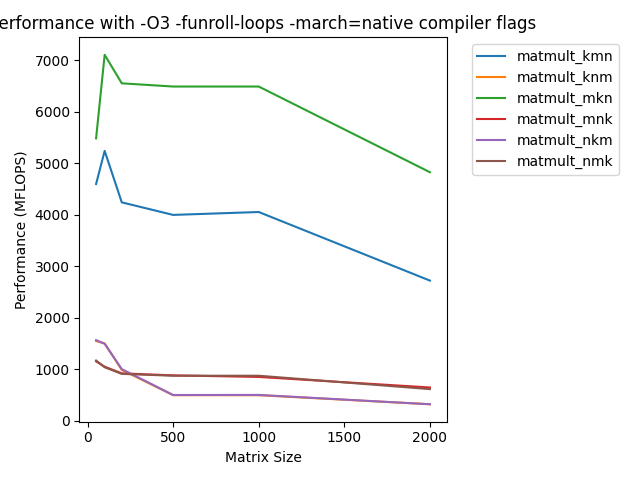 erformance with -O3 -funroll-loops -march=native compiler flags
7000
6000
5000
4000
3000
2000
1000
0
Performance (MFLOPS)
0 500 1000 1500 2000
Matrix Size
matmult_kmn
matmult_knm
matmult_mkn
matmult_mnk
matmult_nkm
matmult_nmk